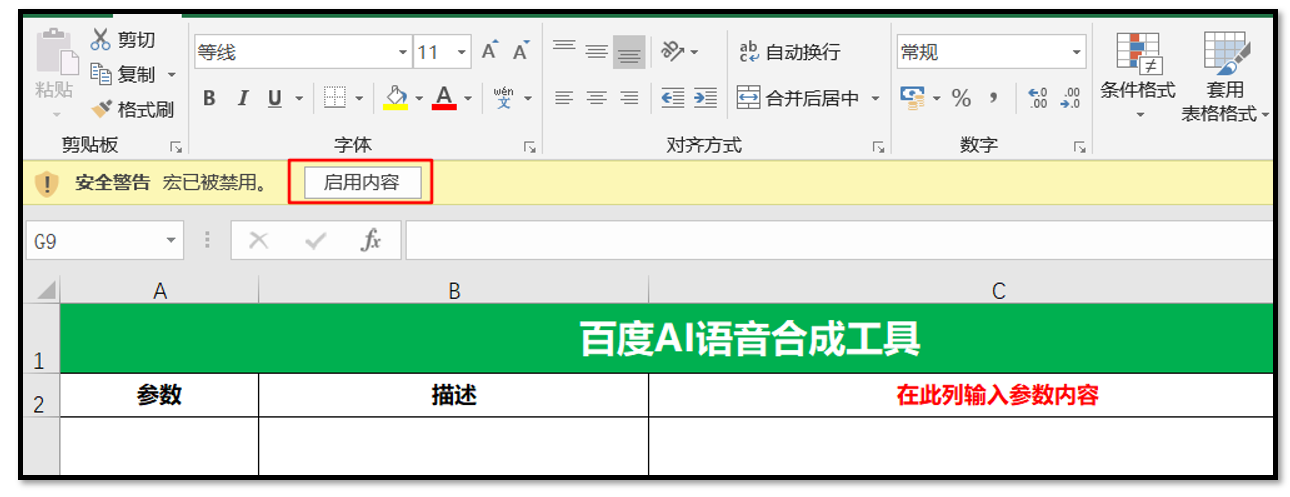 剪切
复制
格式刷
粘贴
剪贴板
等线 11 A A
B I U A wén 文
字体
ab c 自动换行
合并后居中
对齐方式
常规
% , .0 .00 .00 .0
数字
条件格式
套用
表格格式
安全警告 宏已被禁用。 启用内容
G9 fx
A B C
1 百度AI语音合成工具
2 参数 描述 在此列输入参数内容